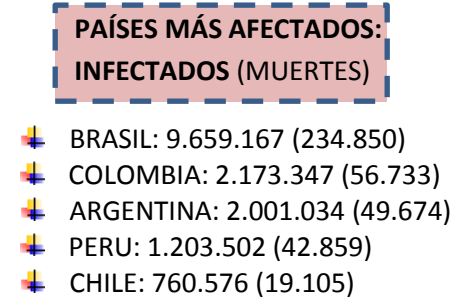 PAÍSES MÁS AFECTADOS:
INFECTADOS (MUERTES)
BRASIL: 9.659.167 (234.850)
COLOMBIA: 2.173.347 (56.733)
ARGENTINA: 2.001.034 (49.674)
PERU: 1.203.502 (42.859)
CHILE: 760.576 (19.105)